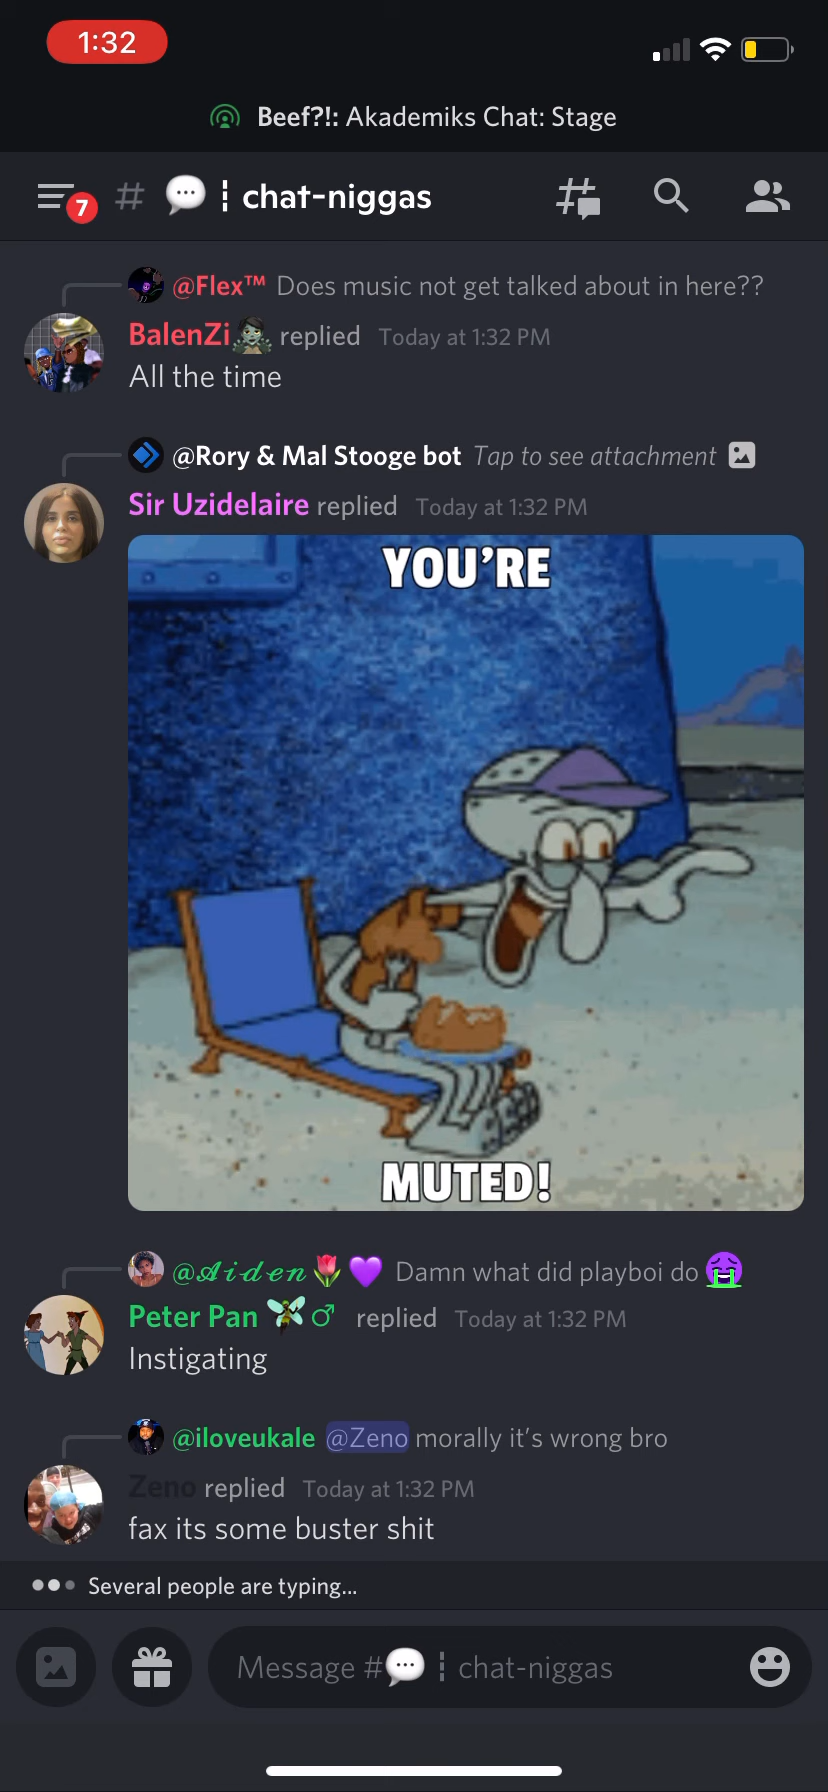 1:32
Beef?!: Akademiks Chat: Stage
7 # 💬 ┊ chat-niggas
@Flex™ Does music not get talked about in here??
BalenZi🧟‍♀️ replied Today at 1:32 PM
All the time
@Rory & Mal Stooge bot Tap to see attachment
Sir Uzidelaire replied Today at 1:32 PM
YOU'RE
MUTED!
@𝒜𝒾𝒹𝑒𝓃🌷💜 Damn what did playboi do
Peter Pan 🧚‍♂️ replied Today at 1:32 PM
Instigating
@iloveukale @Zeno morally it's wrong bro
Zeno replied Today at 1:32 PM
fax its some buster shit
Several people are typing...
Message #💬 ┊ chat-niggas